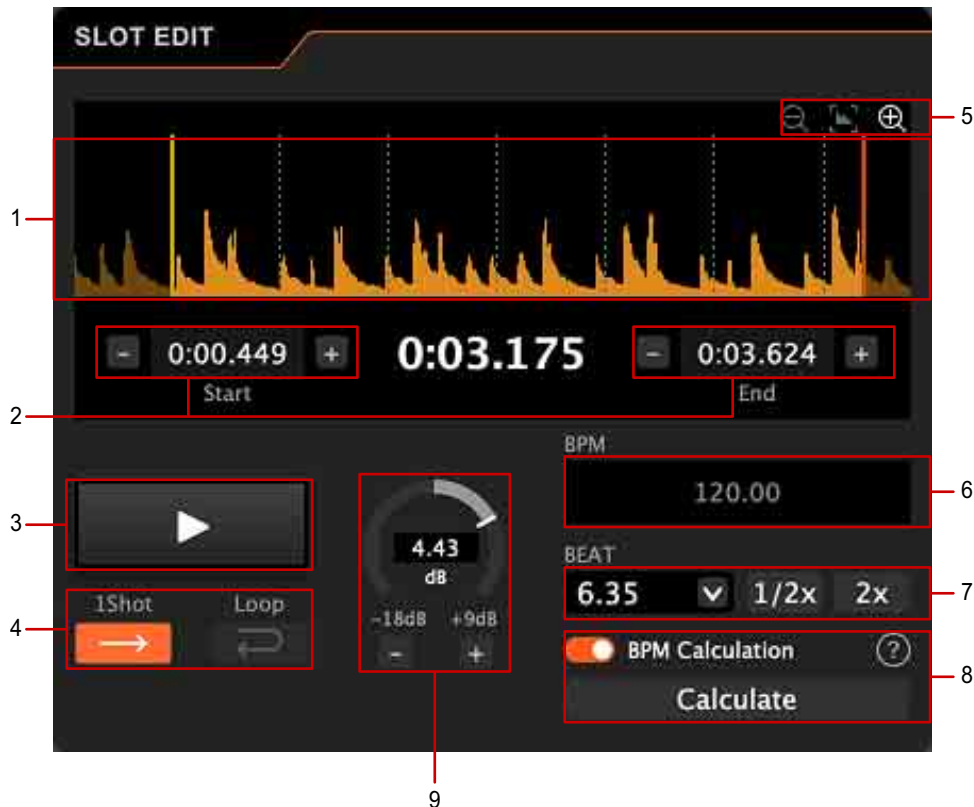 SLOT EDIT
5
1
- 0:00.449 + 0:03.175 - 0:03.624 +
Start End
2
BPM
120.00
6
3
4.43
dB
BEAT
6.35 1/2x 2x
7
1Shot Loop
-18dB +9dB
- +
4
BPM Calculation ?
Calculate
8
9